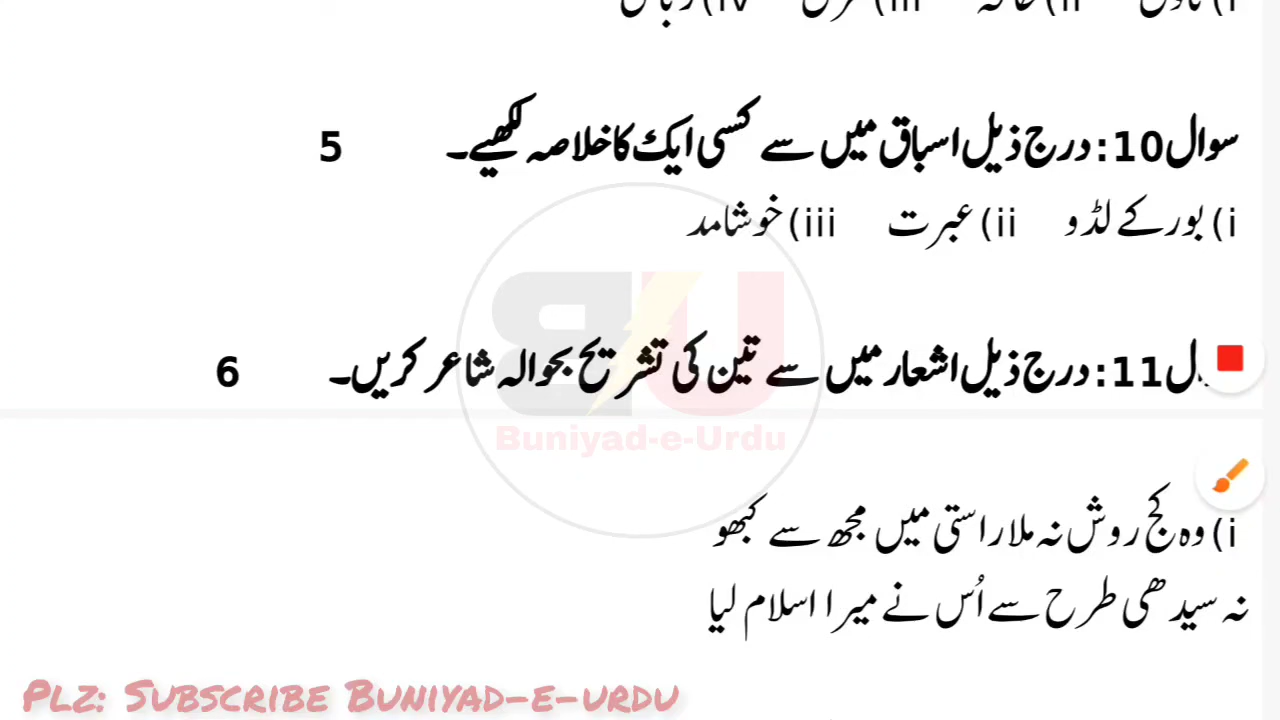 سوال10: درج ذیل اسباق میں سے کسی ایک کا خلاصہ لکھیے۔ 5
i) بور کے لڈو ii) عبرت iii) خوشامد
ال11: درج ذیل اشعار میں سے تین کی تشریح بحوالہ شاعر کریں۔ 6
BU
Buniyad-e-Urdu
i) وہ کج روش نہ ملا راستی میں مجھ سے کبھو
نہ سیدھی طرح سے اُس نے میرا اسلام لیا
Plz: Subscribe Buniyad-e-urdu